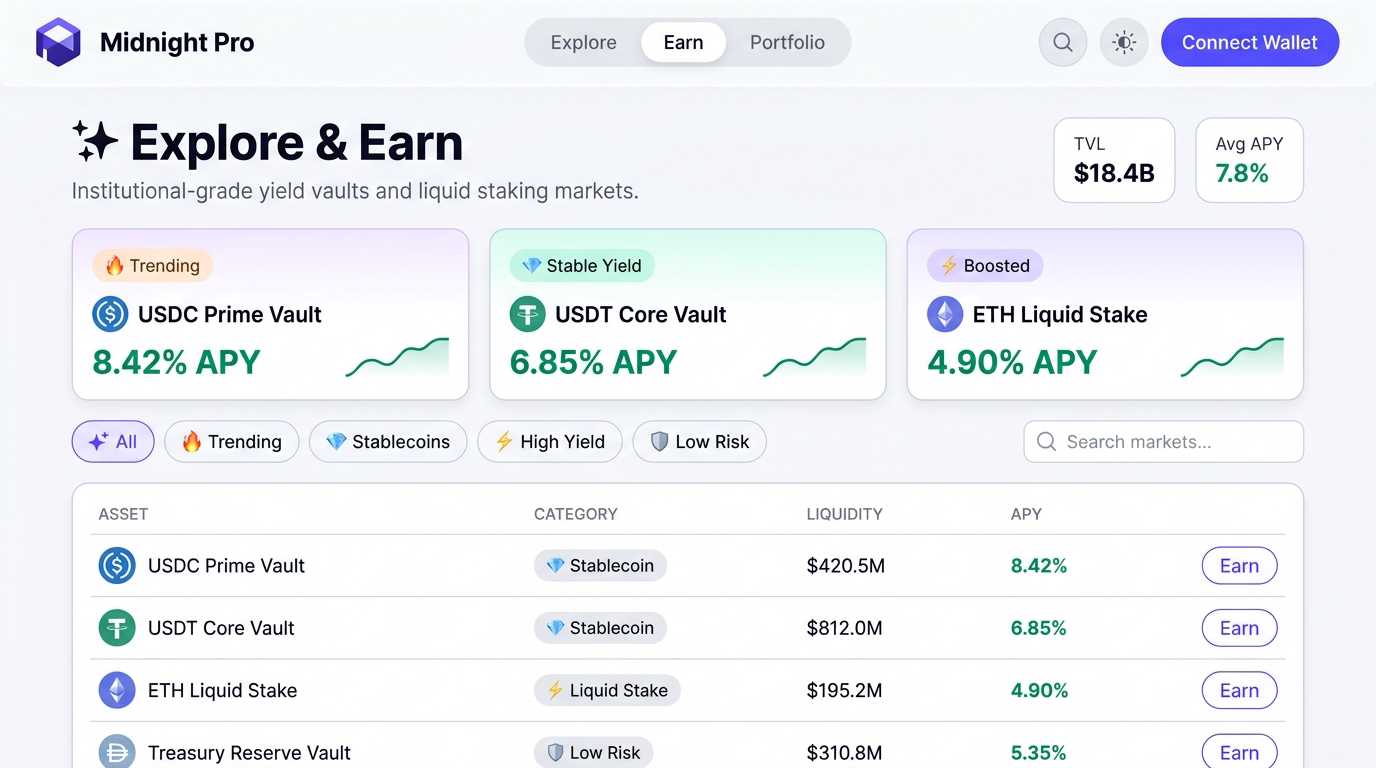 Midnight Pro
Explore Earn Portfolio
Connect Wallet
Explore & Earn
Institutional-grade yield vaults and liquid staking markets.
TVL
$18.4B
Avg APY
7.8%
Trending
USDC Prime Vault
8.42% APY
Stable Yield
USDT Core Vault
6.85% APY
Boosted
ETH Liquid Stake
4.90% APY
All Trending Stablecoins High Yield Low Risk Search markets...
ASSET CATEGORY LIQUIDITY APY
USDC Prime Vault Stablecoin $420.5M 8.42% Earn
USDT Core Vault Stablecoin $812.0M 6.85% Earn
ETH Liquid Stake Liquid Stake $195.2M 4.90% Earn
Treasury Reserve Vault Low Risk $310.8M 5.35% Earn